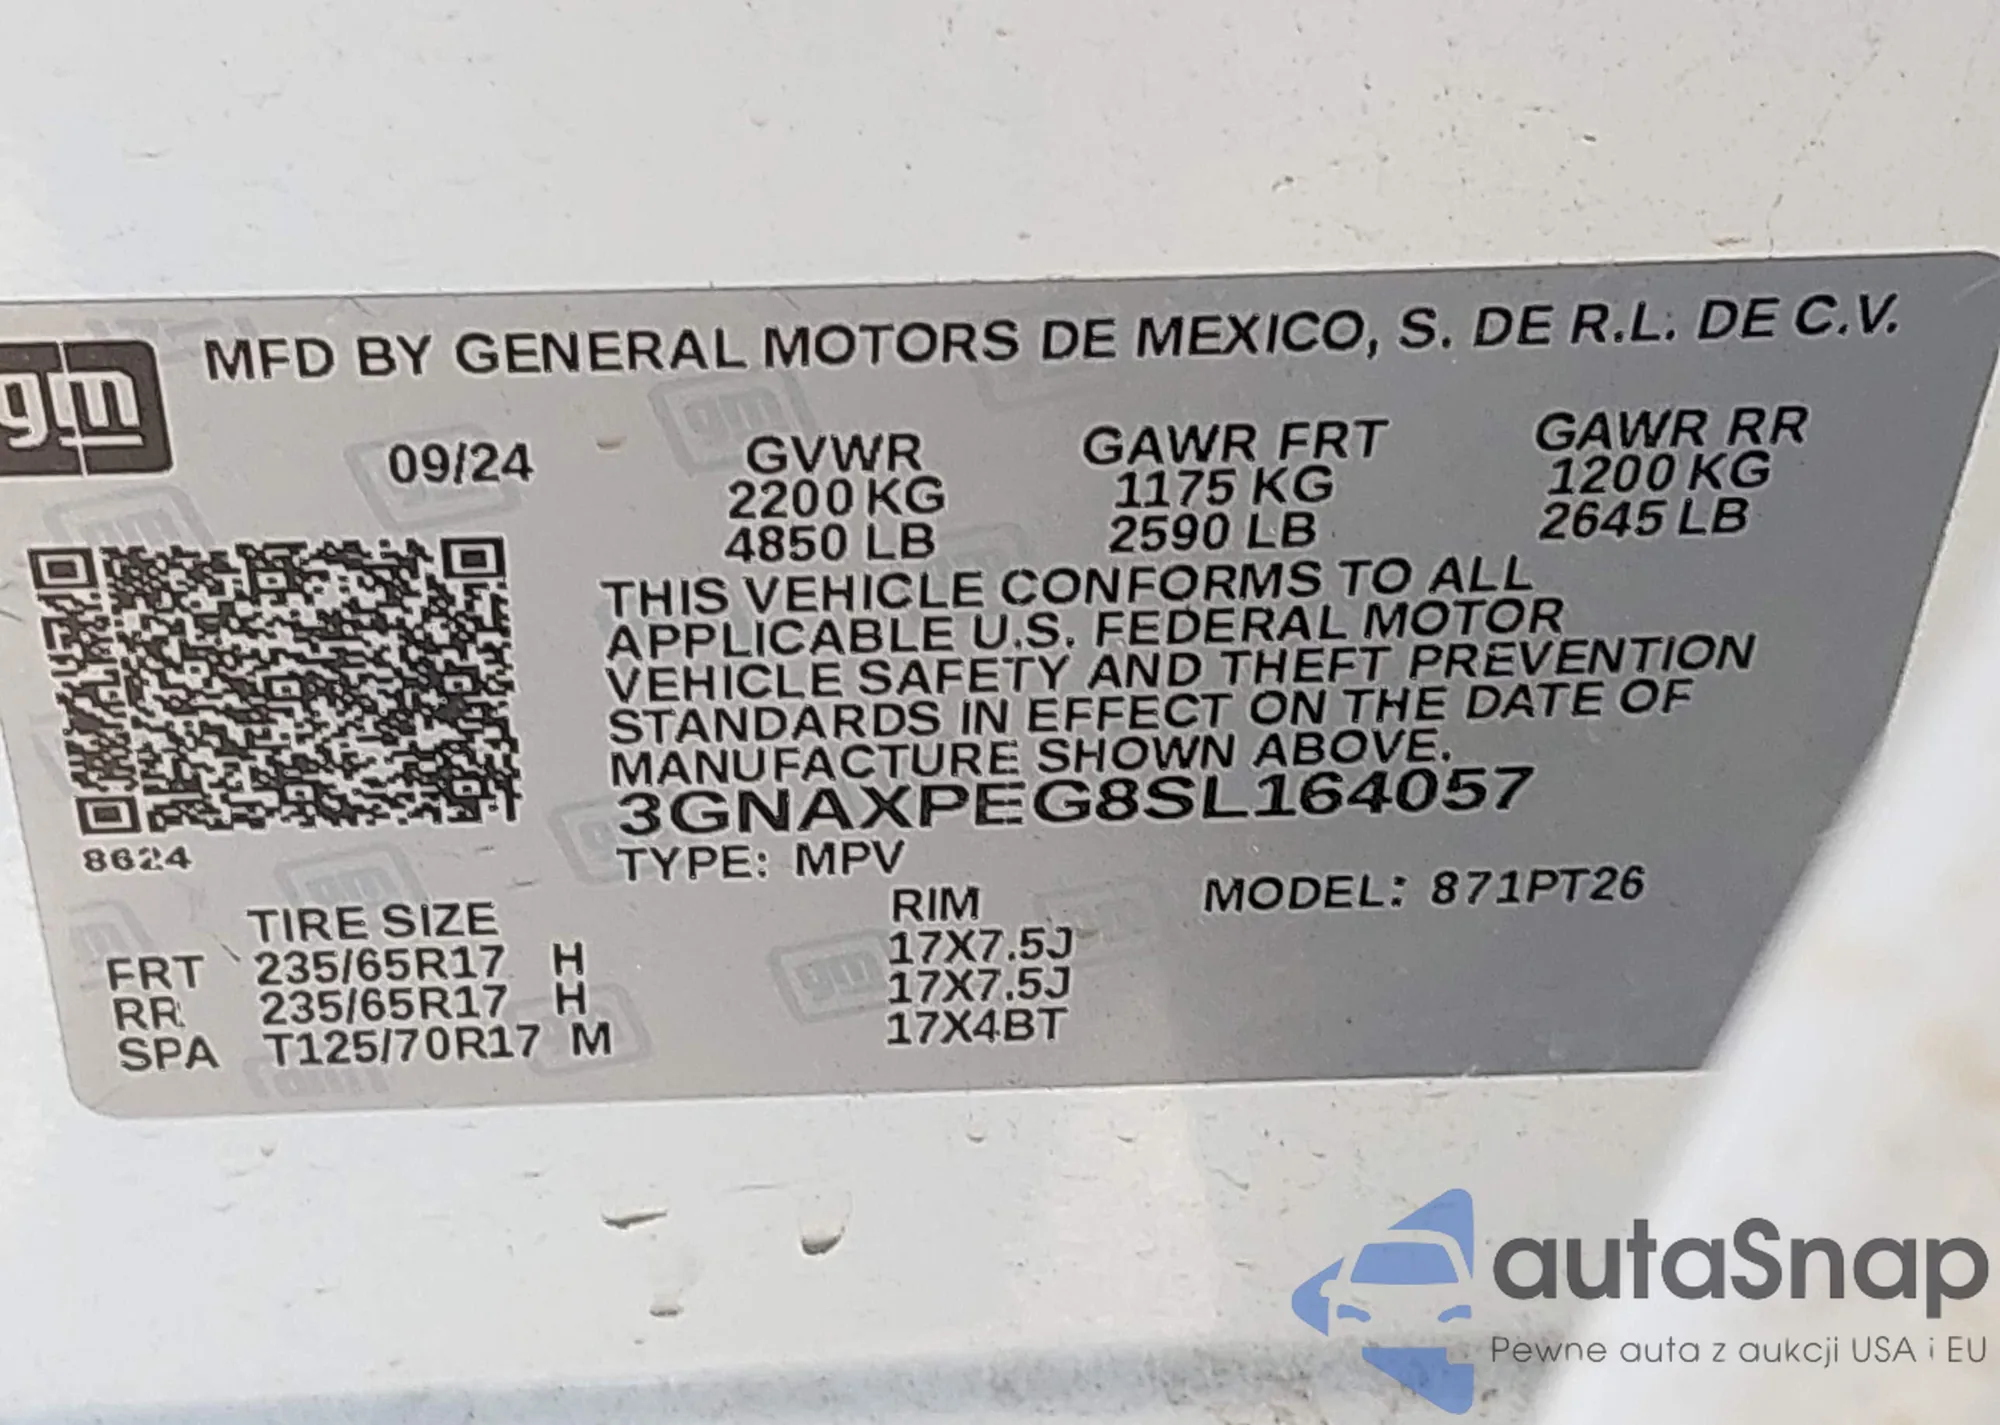 gm
MFD BY GENERAL MOTORS DE MEXICO, S. DE R.L. DE C.V.
09/24
GVWR
2200 KG
4850 LB
GAWR FRT
1175 KG
2590 LB
GAWR RR
1200 KG
2645 LB
THIS VEHICLE CONFORMS TO ALL
APPLICABLE U.S. FEDERAL MOTOR
VEHICLE SAFETY AND THEFT PREVENTION
STANDARDS IN EFFECT ON THE DATE OF
MANUFACTURE SHOWN ABOVE.
3GNAXPEG8SL164057
8624
TYPE: MPV
MODEL: 871PT26
TIRE SIZE
RIM
FRT 235/65R17 H 17X7.5J
RR 235/65R17 H 17X7.5J
SPA T125/70R17 M 17X4BT
autaSnap
Pewne auta z aukcji USA i EU